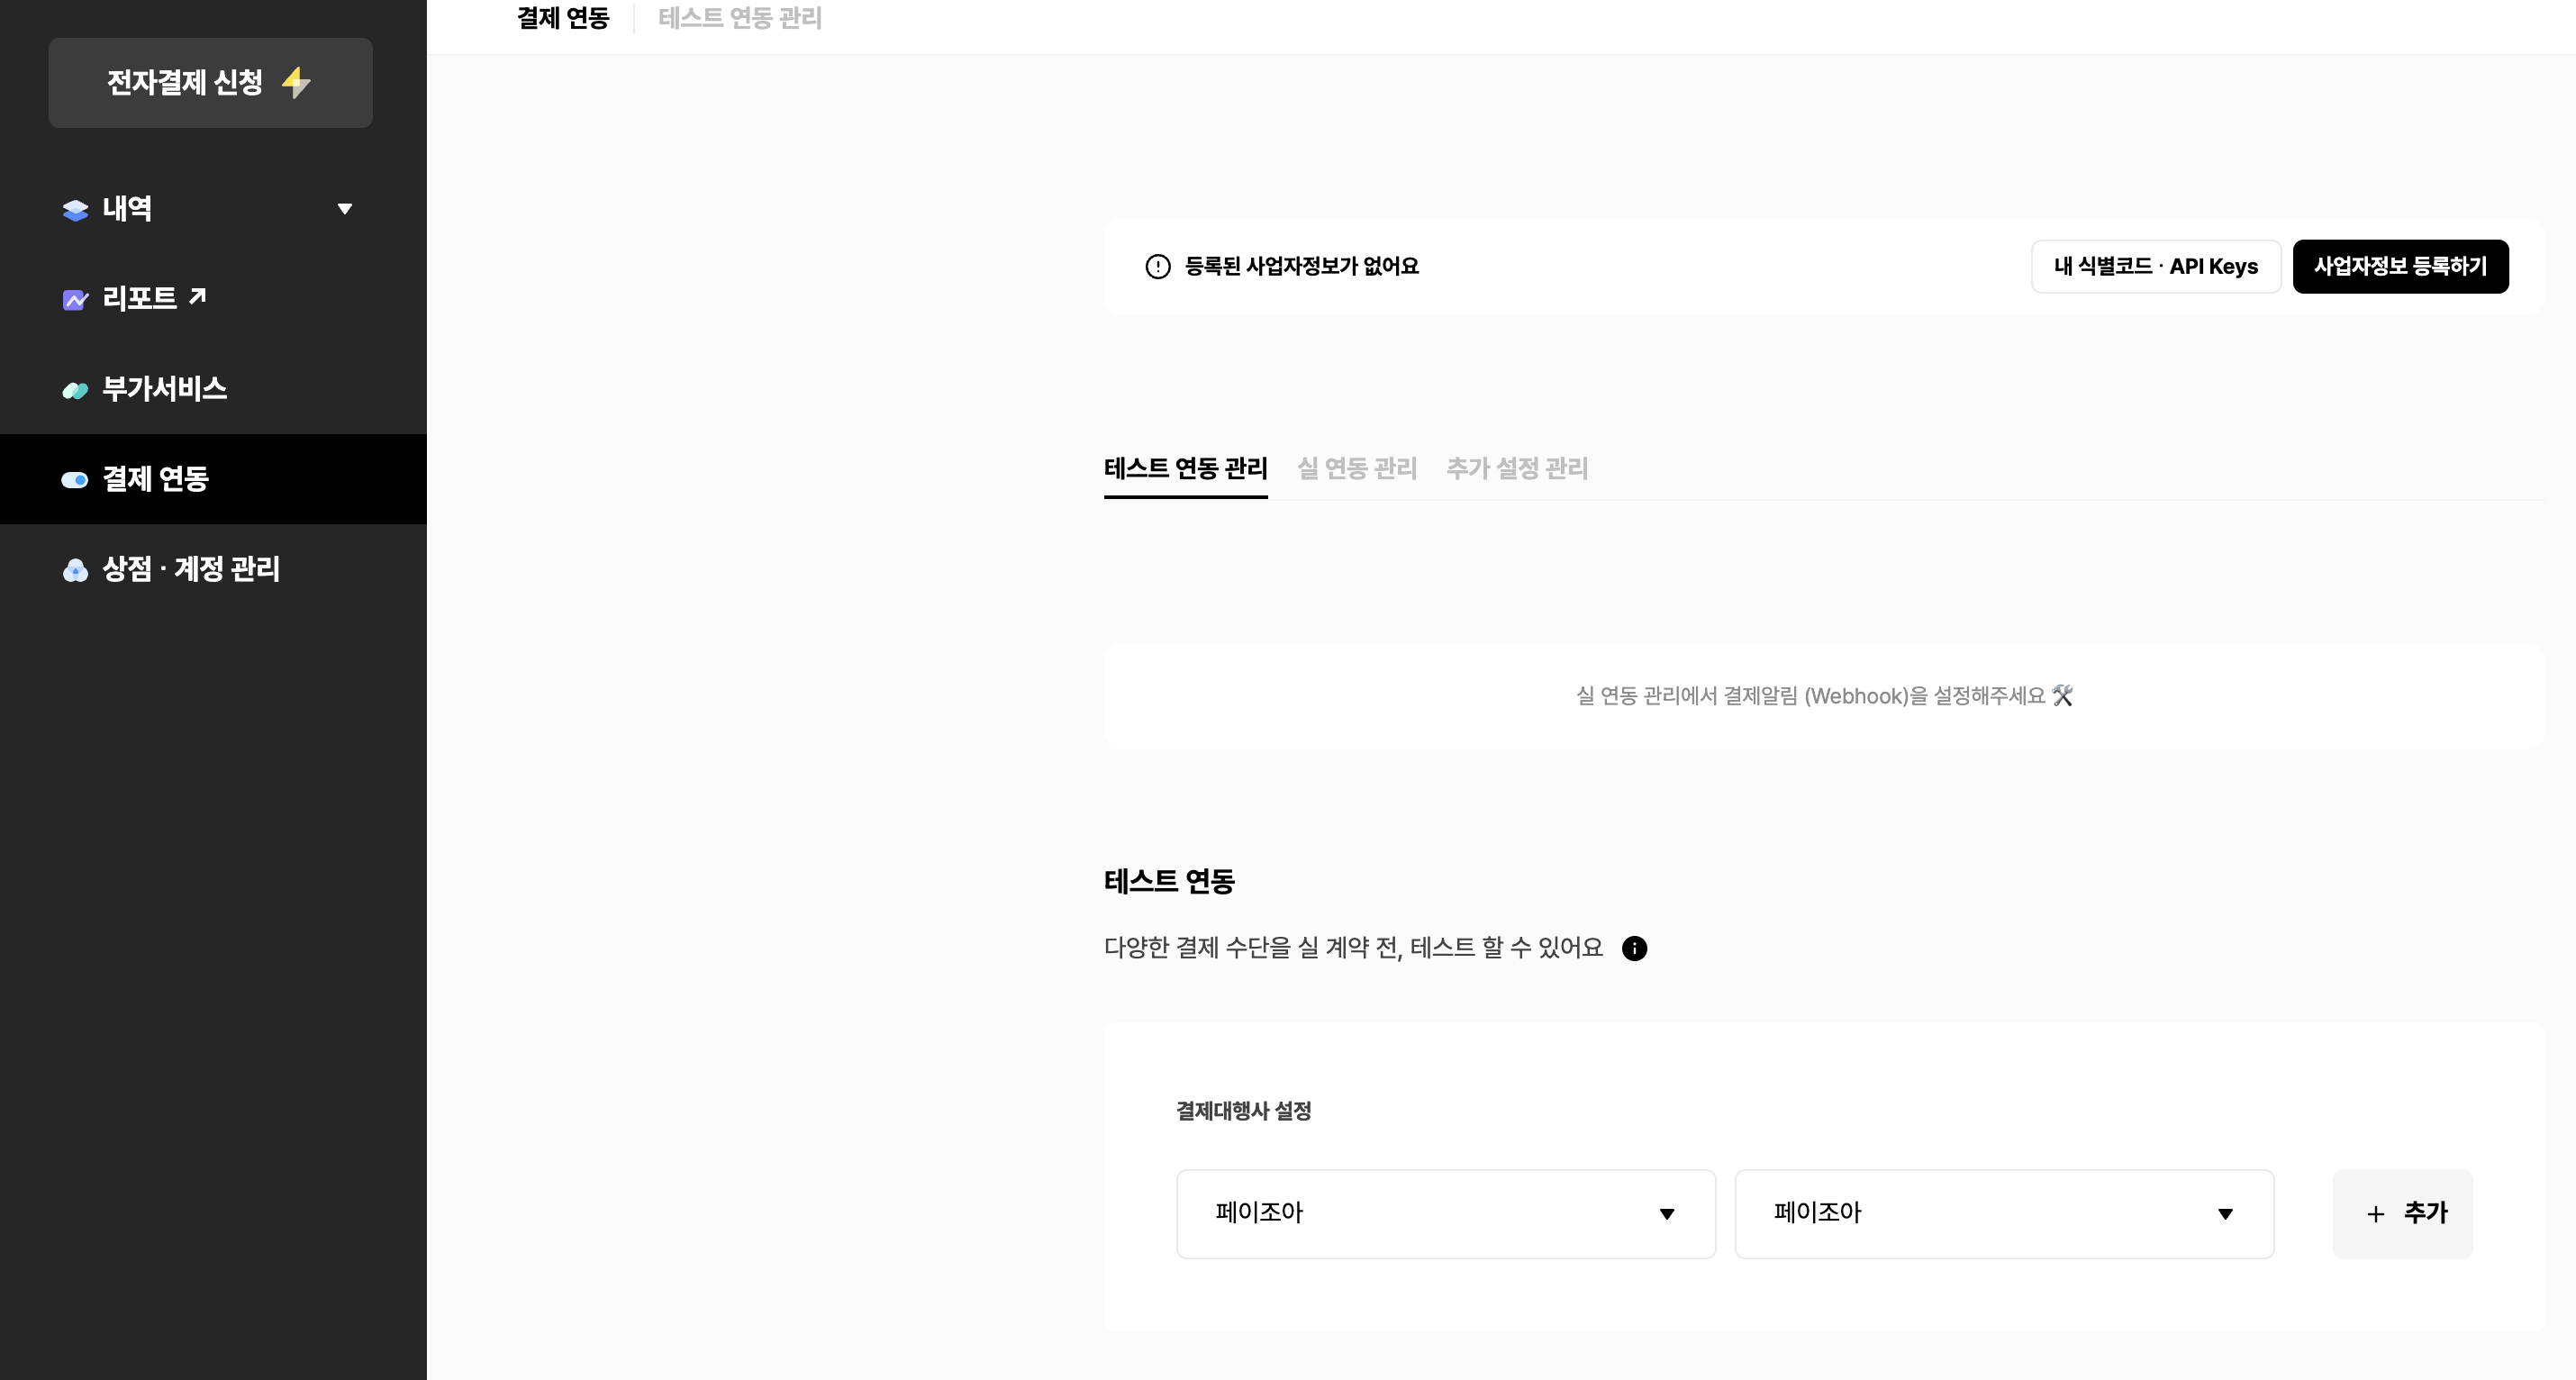 결제 연동
테스트 연동 관리
전자결제 신청
내역
리포트
부가서비스
결제 연동
상점 · 계정 관리
등록된 사업자정보가 없어요
내 식별코드 · API Keys
사업자정보 등록하기
테스트 연동 관리
실 연동 관리
추가 설정 관리
실 연동 관리에서 결제알림 (Webhook)을 설정해주세요
테스트 연동
다양한 결제 수단을 실 계약 전, 테스트 할 수 있어요
결제대행사 설정
페이조아
페이조아
+ 추가